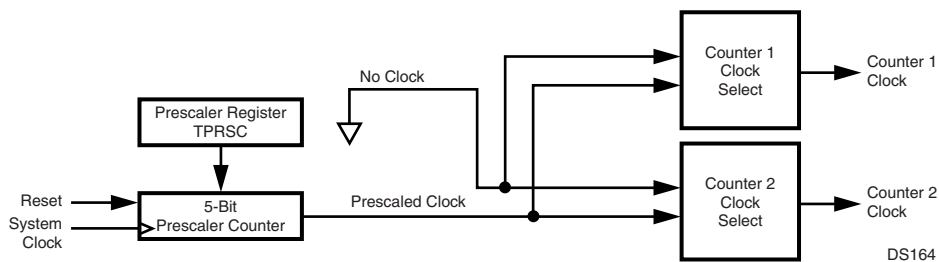 Counter 1
Clock
Select
Counter 1
Clock
No Clock
Prescaler Register
TPRSC
Reset
System
Clock
5-Bit
Prescaler Counter
Prescaled Clock
Counter 2
Clock
Select
Counter 2
Clock
DS164